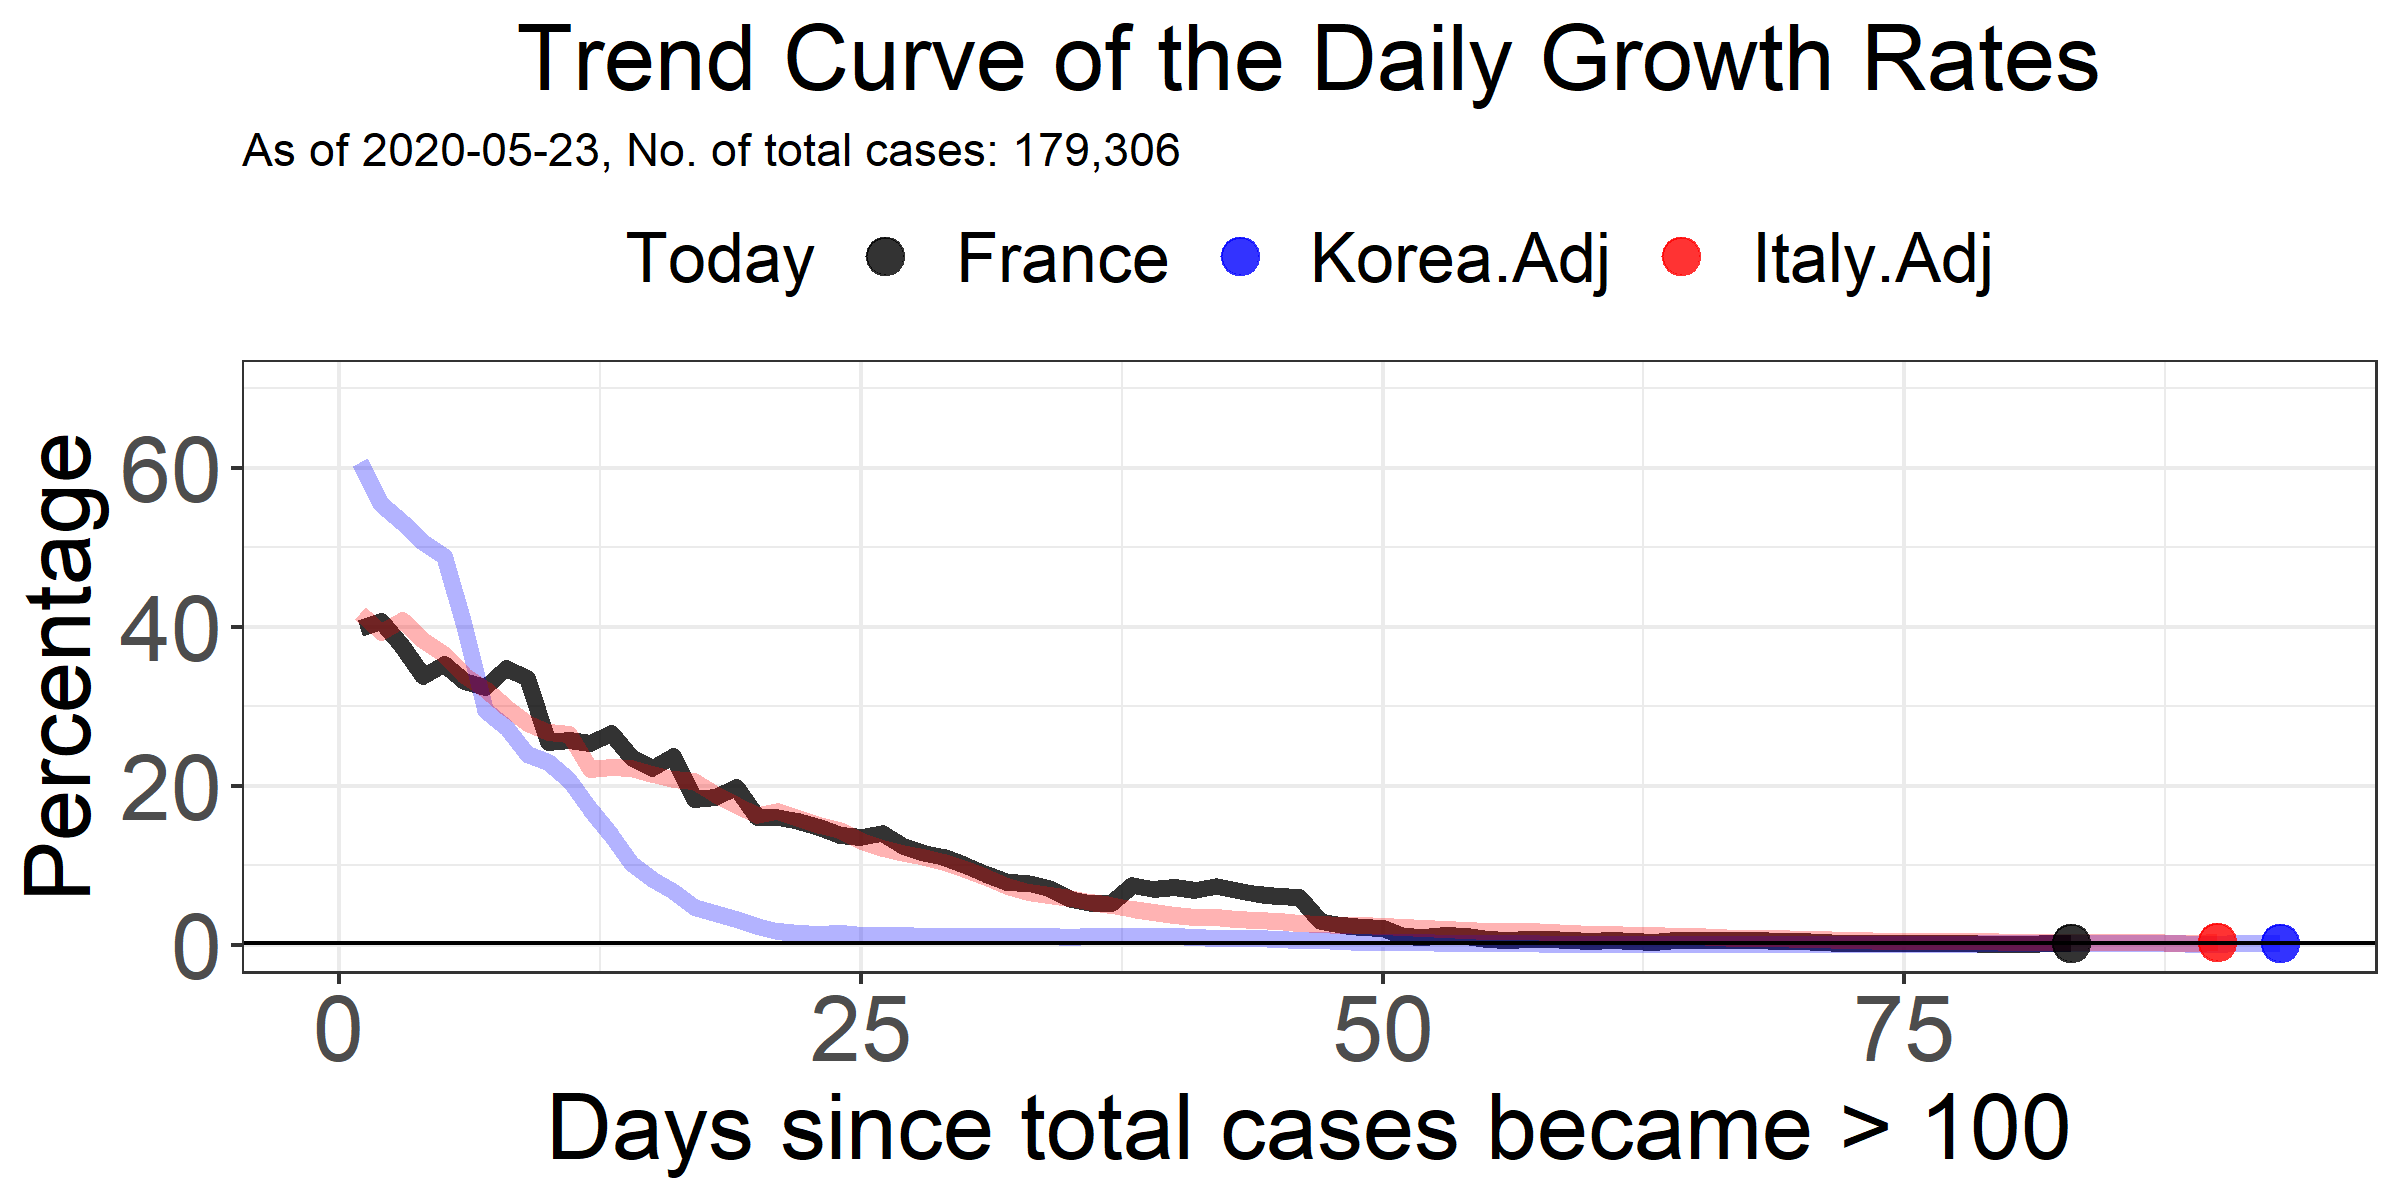 Trend Curve of the Daily Growth Rates
As of 2020-05-23, No. of total cases: 179,306
Today France Korea.Adj Italy.Adj
Percentage
60
40
20
0
0 25 50 75
Days since total cases became > 100